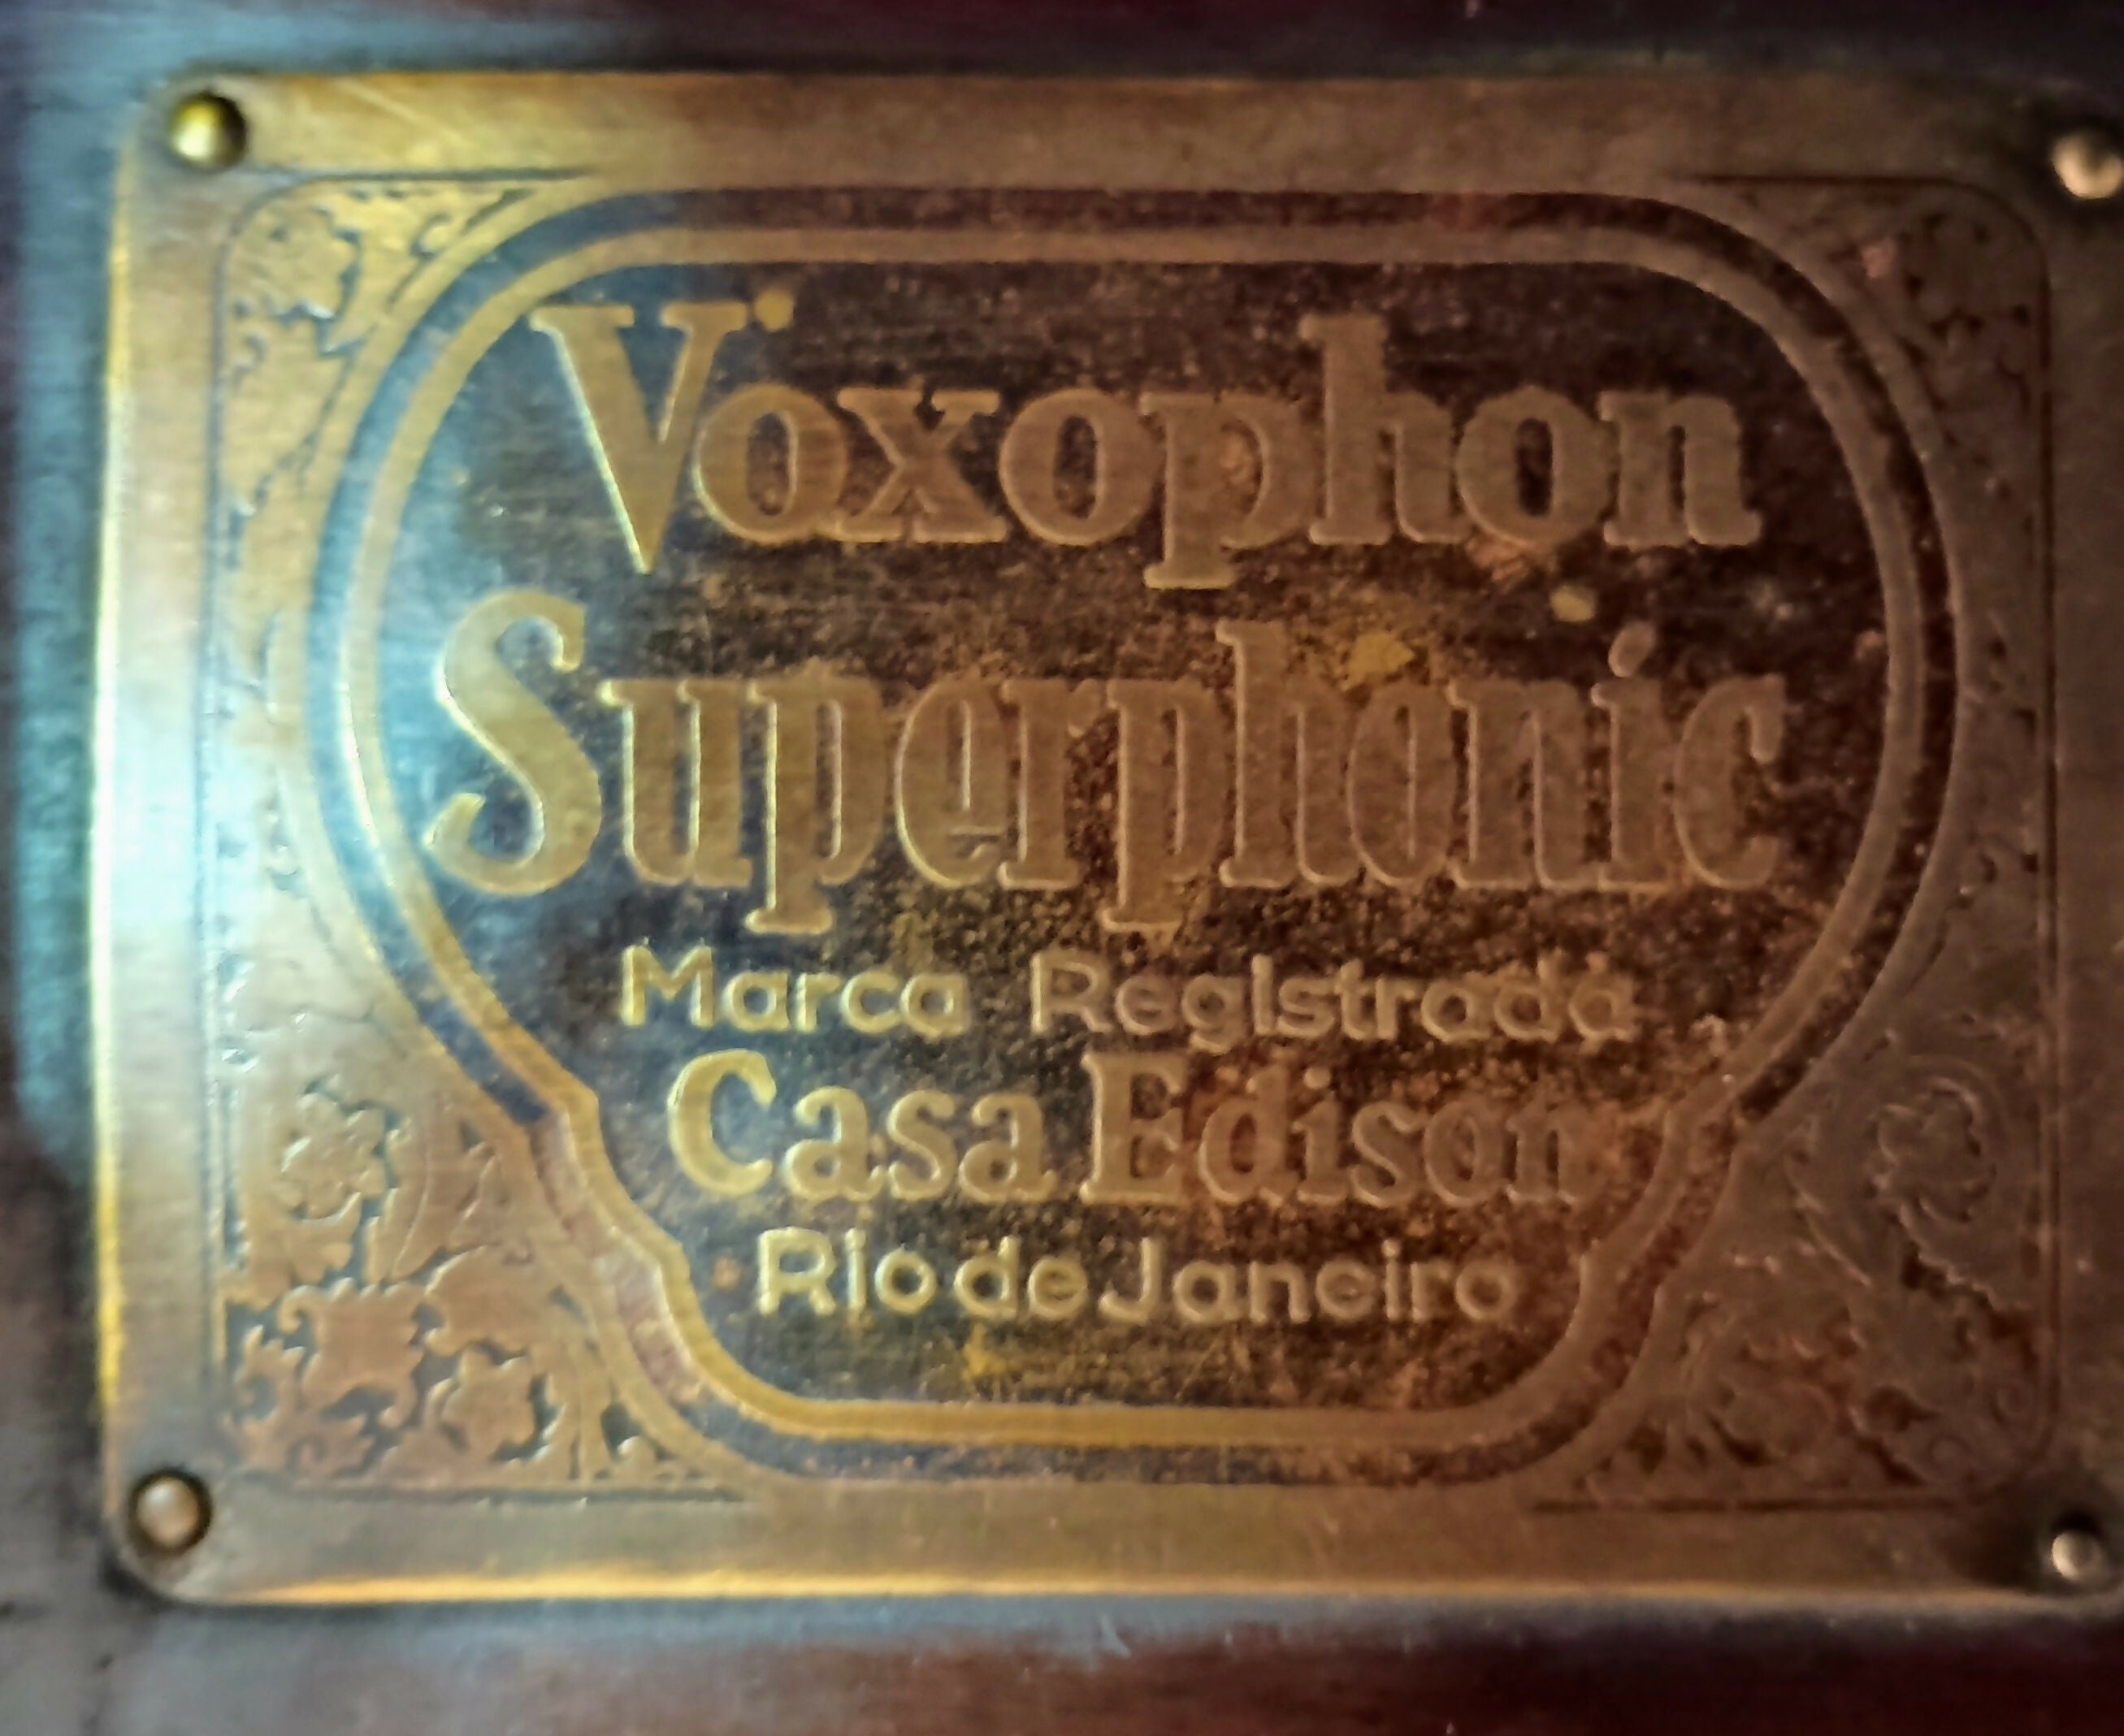 Voxophon
Superphonic
Marca Registrada
Casa Edison
Rio de Janeiro